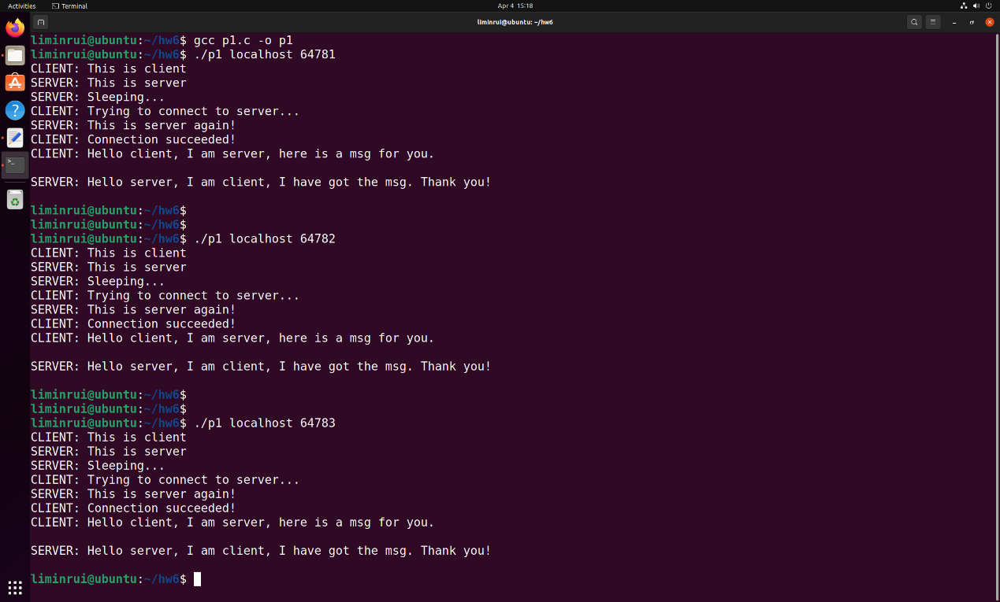 Activities
Terminal
Apr 4 15:18
liminrui@ubuntu: ~/hw6
liminrui@ubuntu:~/hw6$ gcc p1.c -o p1
liminrui@ubuntu:~/hw6$ ./p1 localhost 64781
CLIENT: This is client
SERVER: This is server
SERVER: Sleeping...
CLIENT: Trying to connect to server...
SERVER: This is server again!
CLIENT: Connection succeeded!
CLIENT: Hello client, I am server, here is a msg for you.
SERVER: Hello server, I am client, I have got the msg. Thank you!
liminrui@ubuntu:~/hw6$
liminrui@ubuntu:~/hw6$
liminrui@ubuntu:~/hw6$ ./p1 localhost 64782
CLIENT: This is client
SERVER: This is server
SERVER: Sleeping...
CLIENT: Trying to connect to server...
SERVER: This is server again!
CLIENT: Connection succeeded!
CLIENT: Hello client, I am server, here is a msg for you.
SERVER: Hello server, I am client, I have got the msg. Thank you!
liminrui@ubuntu:~/hw6$
liminrui@ubuntu:~/hw6$
liminrui@ubuntu:~/hw6$ ./p1 localhost 64783
CLIENT: This is client
SERVER: This is server
SERVER: Sleeping...
CLIENT: Trying to connect to server...
SERVER: This is server again!
CLIENT: Connection succeeded!
CLIENT: Hello client, I am server, here is a msg for you.
SERVER: Hello server, I am client, I have got the msg. Thank you!
liminrui@ubuntu:~/hw6$